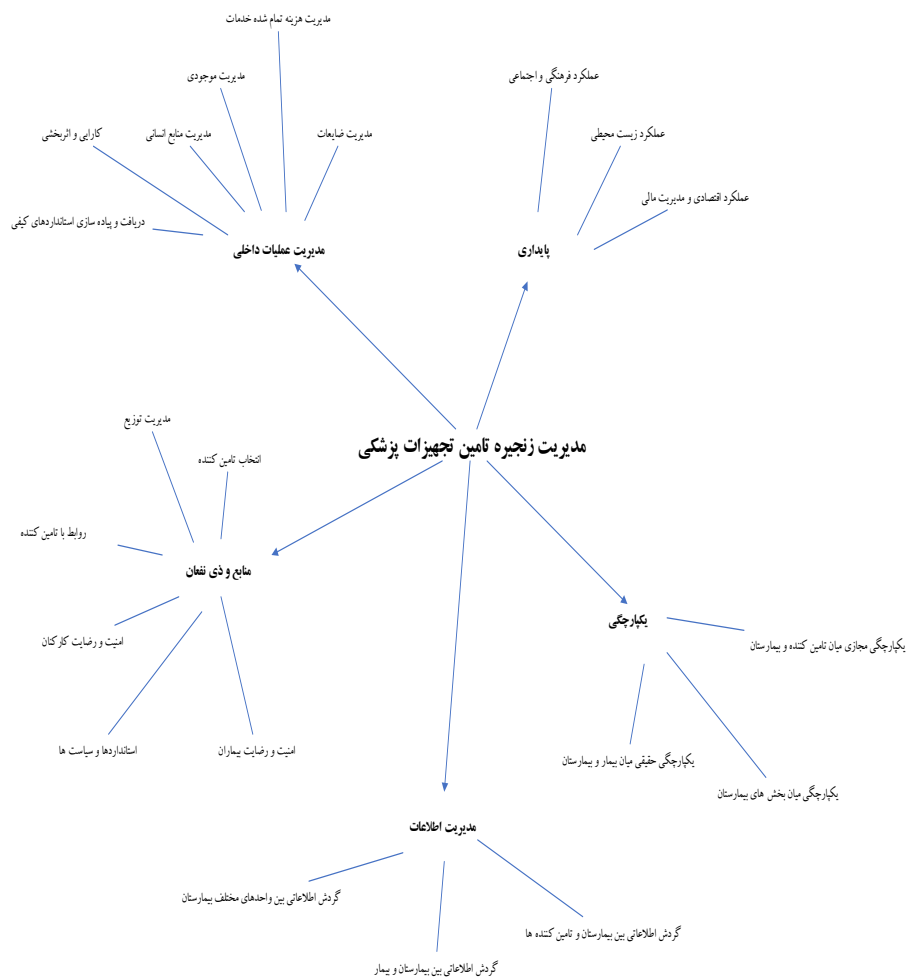 مدیریت هزینه تمام شده خدمات
مدیریت موجودی
عملکرد فرهنگی و اجتماعی
کارایی و اثربخشی
مدیریت منابع انسانی
مدیریت ضایعات
عملکرد زیست محیطی
عملکرد اقتصادی و مدیریت مالی
دریافت و پیاده سازی استانداردهای کیفی
مدیریت عملیات داخلی
پایداری
مدیریت زنجیره تامین تجهیزات پزشکی
مدیریت توزیع
انتخاب تامین کننده
روابط با تامین کننده
منابع و ذی نفعان
امنیت و رضایت کارکنان
استانداردها و سیاست ها
امنیت و رضایت بیماران
یکپارچگی
یکپارچگی مجازی میان تامین کننده و بیمارستان
یکپارچگی حقیقی میان بیمار و بیمارستان
یکپارچگی میان بخش های بیمارستان
مدیریت اطلاعات
گردش اطلاعاتی بین واحدهای مختلف بیمارستان
گردش اطلاعاتی بین بیمارستان و تامین کننده ها
گردش اطلاعاتی بین بیمارستان و بیمار